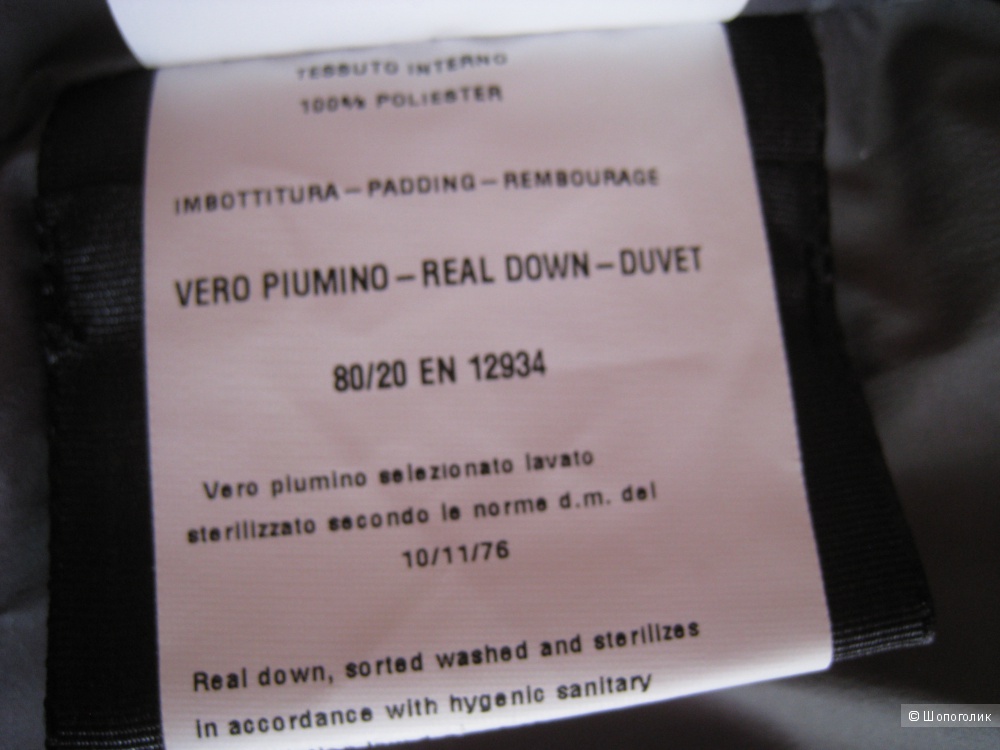 TESSUTO INTERNO
100% POLIESTER
IMBOTTITURA – PADDING – REMBOURAGE
VERO PIUMINO – REAL DOWN – DUVET
80/20 EN 12934
Vero piumino selezionato lavato
sterilizzato secondo le norme d.m. del
10/11/76
Real down, sorted washed and sterilizes
in accordance with hygenic sanitary
© Шопоголик